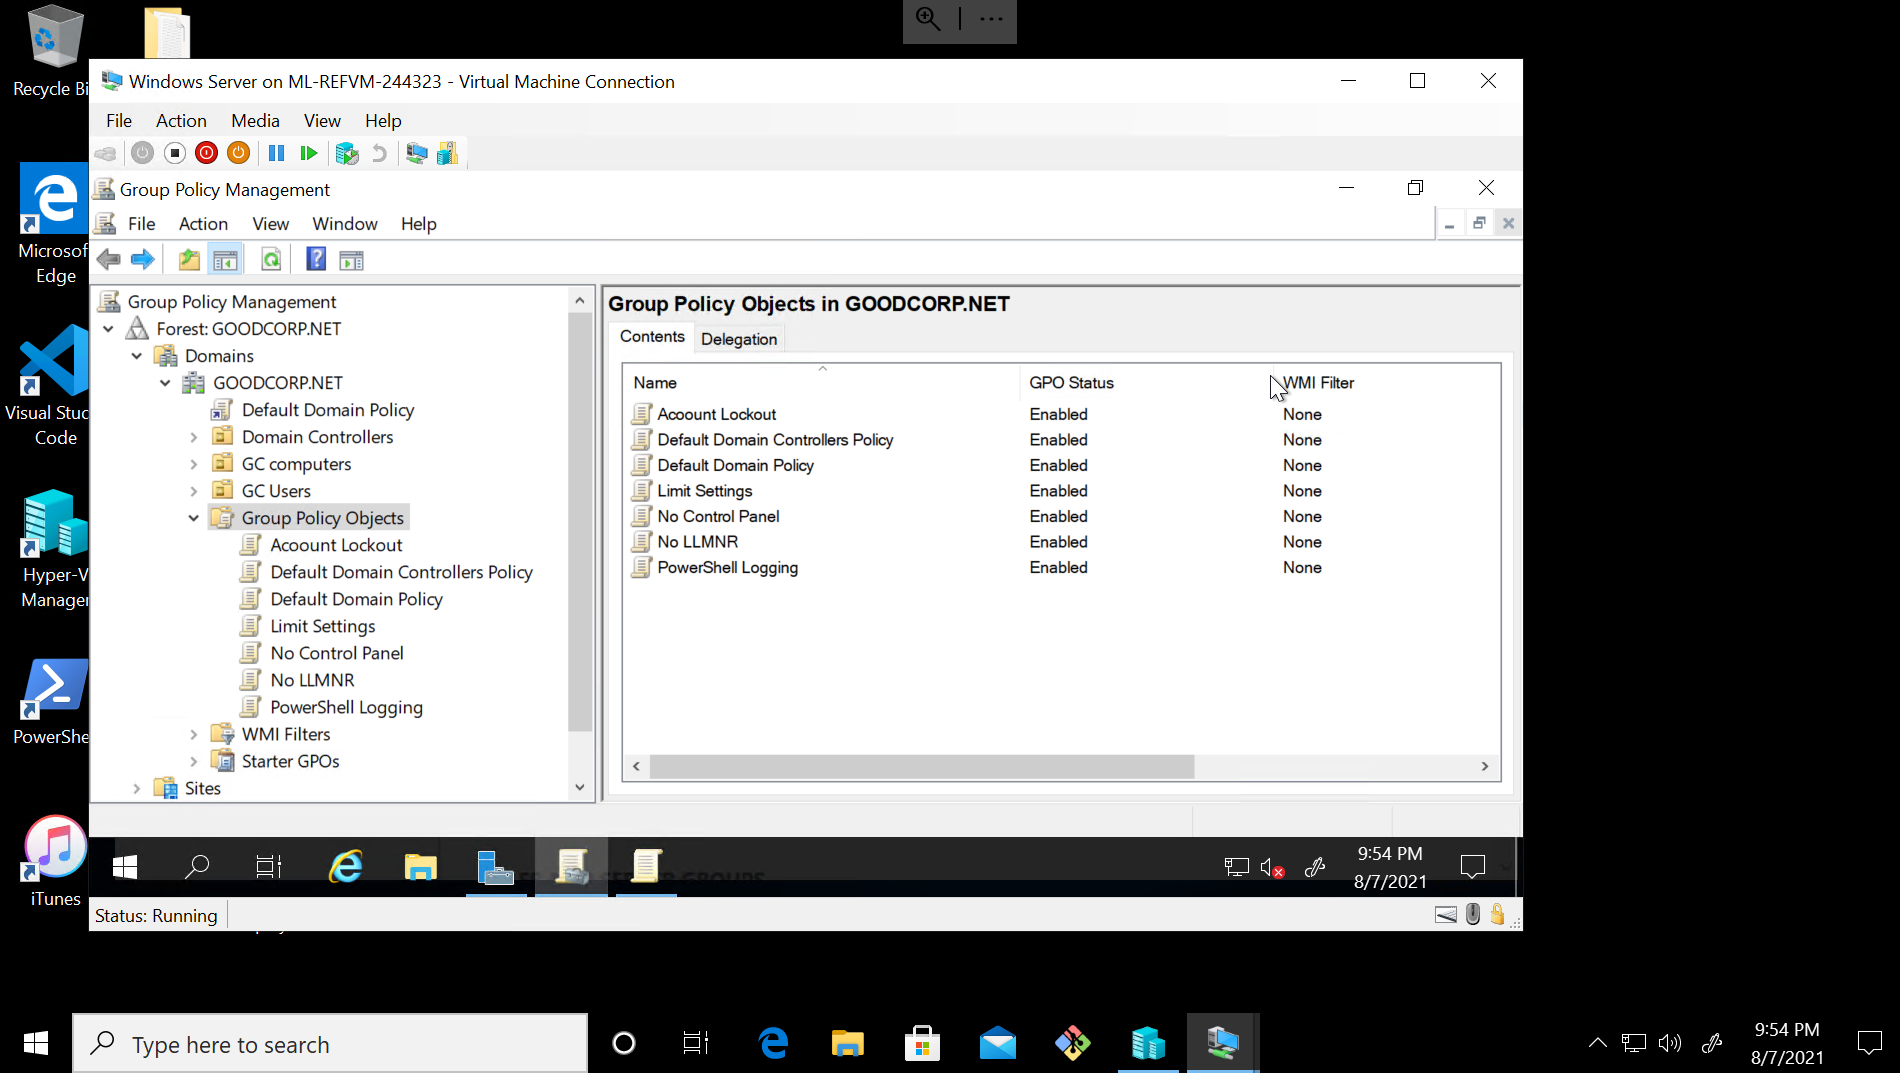 Recycle Bi
Windows Server on ML-REFVM-244323 - Virtual Machine Connection
File Action Media View Help
Group Policy Management
File Action View Window Help
Group Policy Management
Forest: GOODCORP.NET
Domains
GOODCORP.NET
Default Domain Policy
Domain Controllers
GC computers
GC Users
Group Policy Objects
Acoount Lockout
Default Domain Controllers Policy
Default Domain Policy
Limit Settings
No Control Panel
No LLMNR
PowerShell Logging
WMI Filters
Starter GPOs
Sites
Group Policy Objects in GOODCORP.NET
Contents Delegation
Name GPO Status WMI Filter
Acoount Lockout Enabled None
Default Domain Controllers Policy Enabled None
Default Domain Policy Enabled None
Limit Settings Enabled None
No Control Panel Enabled None
No LLMNR Enabled None
PowerShell Logging Enabled None
9:54 PM
8/7/2021
Status: Running
Microsof
Edge
Visual Stud
Code
Hyper-V
Manager
PowerShe
iTunes
Type here to search
9:54 PM
8/7/2021